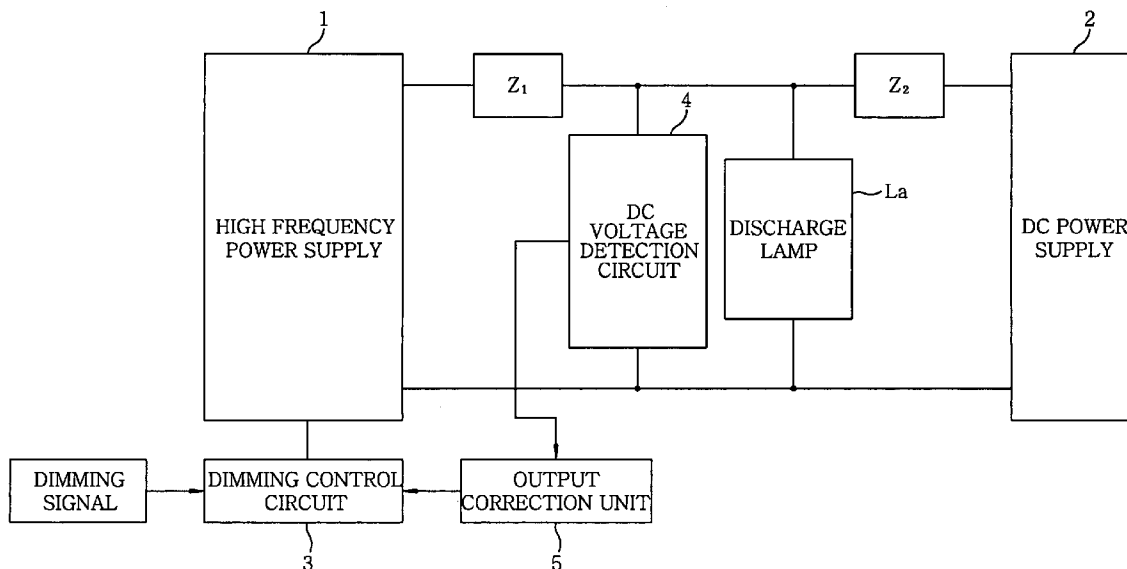 1
2
Z₁
Z₂
4
HIGH FREQUENCY
POWER SUPPLY
DC
VOLTAGE
DETECTION
CIRCUIT
DISCHARGE
LAMP
La
DC POWER
SUPPLY
DIMMING
SIGNAL
DIMMING CONTROL
CIRCUIT
OUTPUT
CORRECTION UNIT
3
5